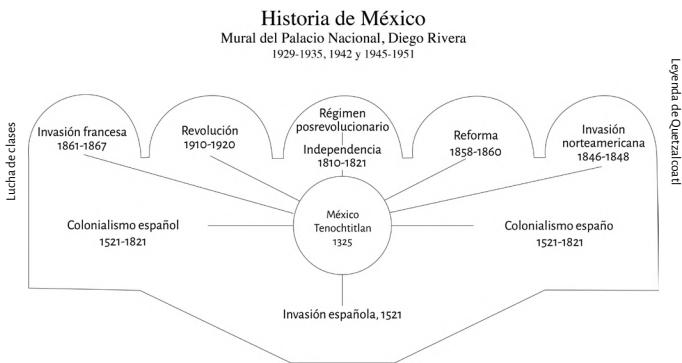 Historia de México
Mural del Palacio Nacional, Diego Rivera
1929-1935, 1942 y 1945-1951
Lucha de clases
Leyenda de Quetzalcoatl
Invasión francesa
1861-1867
Revolución
1910-1920
Régimen
posrevolucionario
Independencia
1810-1821
Reforma
1858-1860
Invasión
norteamericana
1846-1848
Colonialismo español
1521-1821
México
Tenochtitlan
1325
Colonialismo españo
1521-1821
Invasión española, 1521